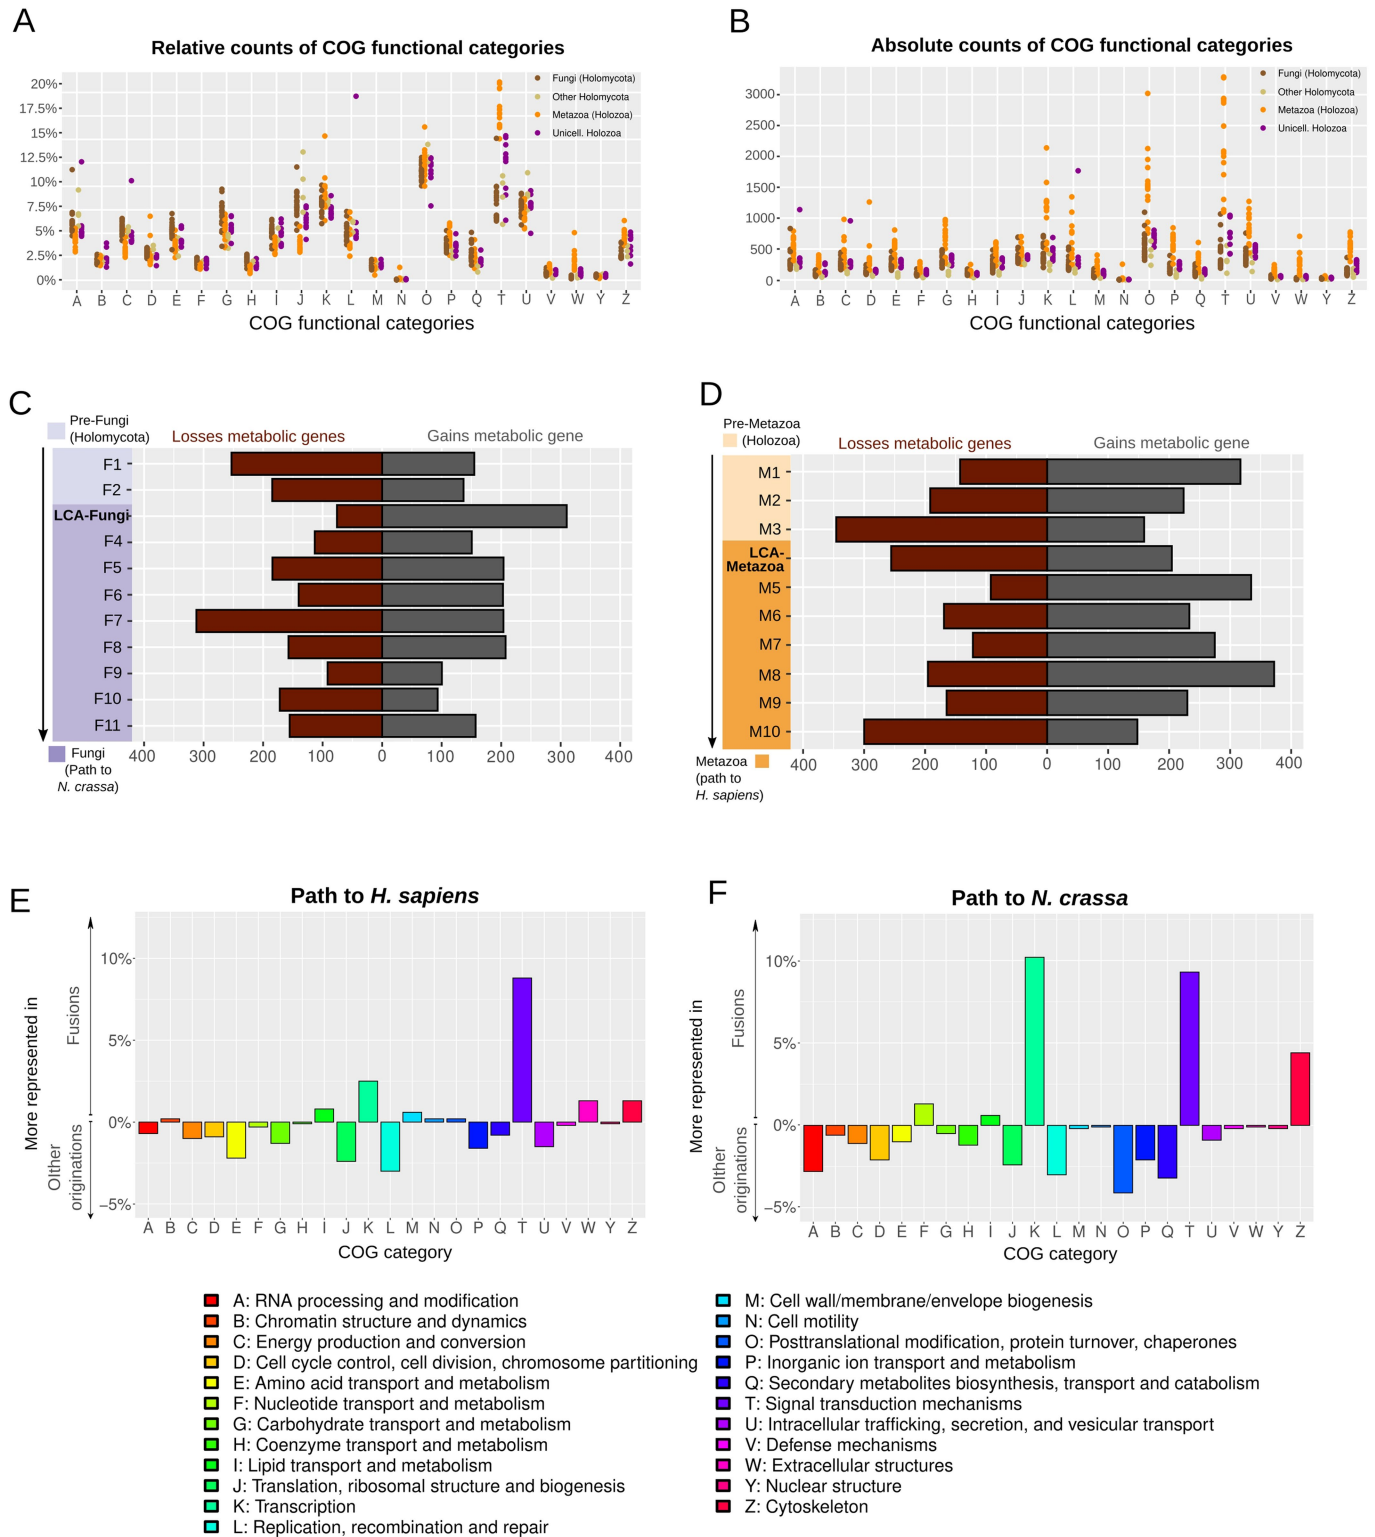 A
Relative counts of COG functional categories
20%
17.5%
15%
12.5%
10%
7.5%
5%
2.5%
0%
Fungi (Holomycota)
Other Holomycota
Metazoa (Holozoa)
Unicell. Holozoa
A B C D E F G H I J K L M N O P Q T U V W Y Z
COG functional categories
B
Absolute counts of COG functional categories
3000
2500
2000
1500
1000
500
0
Fungi (Holomycota)
Other Holomycota
Metazoa (Holozoa)
Unicell. Holozoa
A B C D E F G H I J K L M N O P Q T U V W Y Z
COG functional categories
C
Pre-Fungi
(Holomycota)
Losses metabolic genes
Gains metabolic gene
F1
F2
LCA-Fungi
F4
F5
F6
F7
F8
F9
F10
F11
Fungi
(Path to
N. crassa)
400 300 200 100 0 100 200 300 400
D
Pre-Metazoa
(Holozoa)
Losses metabolic genes
Gains metabolic gene
M1
M2
M3
LCA-
Metazoa
M5
M6
M7
M8
M9
M10
Metazoa
(path to
H. sapiens)
400 300 200 100 0 100 200 300 400
E
Path to H. sapiens
More represented in
Fusions
Olther
originations
10%
5%
0%
−5%
A B C D E F G H I J K L M N O P Q T U V W Y Z
COG category
F
Path to N. crassa
More represented in
Fusions
Olther
originations
10%
5%
0%
−5%
A B C D E F G H I J K L M N O P Q T U V W Y Z
COG category
A: RNA processing and modification
B: Chromatin structure and dynamics
C: Energy production and conversion
D: Cell cycle control, cell division, chromosome partitioning
E: Amino acid transport and metabolism
F: Nucleotide transport and metabolism
G: Carbohydrate transport and metabolism
H: Coenzyme transport and metabolism
I: Lipid transport and metabolism
J: Translation, ribosomal structure and biogenesis
K: Transcription
L: Replication, recombination and repair
M: Cell wall/membrane/envelope biogenesis
N: Cell motility
O: Posttranslational modification, protein turnover, chaperones
P: Inorganic ion transport and metabolism
Q: Secondary metabolites biosynthesis, transport and catabolism
T: Signal transduction mechanisms
U: Intracellular trafficking, secretion, and vesicular transport
V: Defense mechanisms
W: Extracellular structures
Y: Nuclear structure
Z: Cytoskeleton